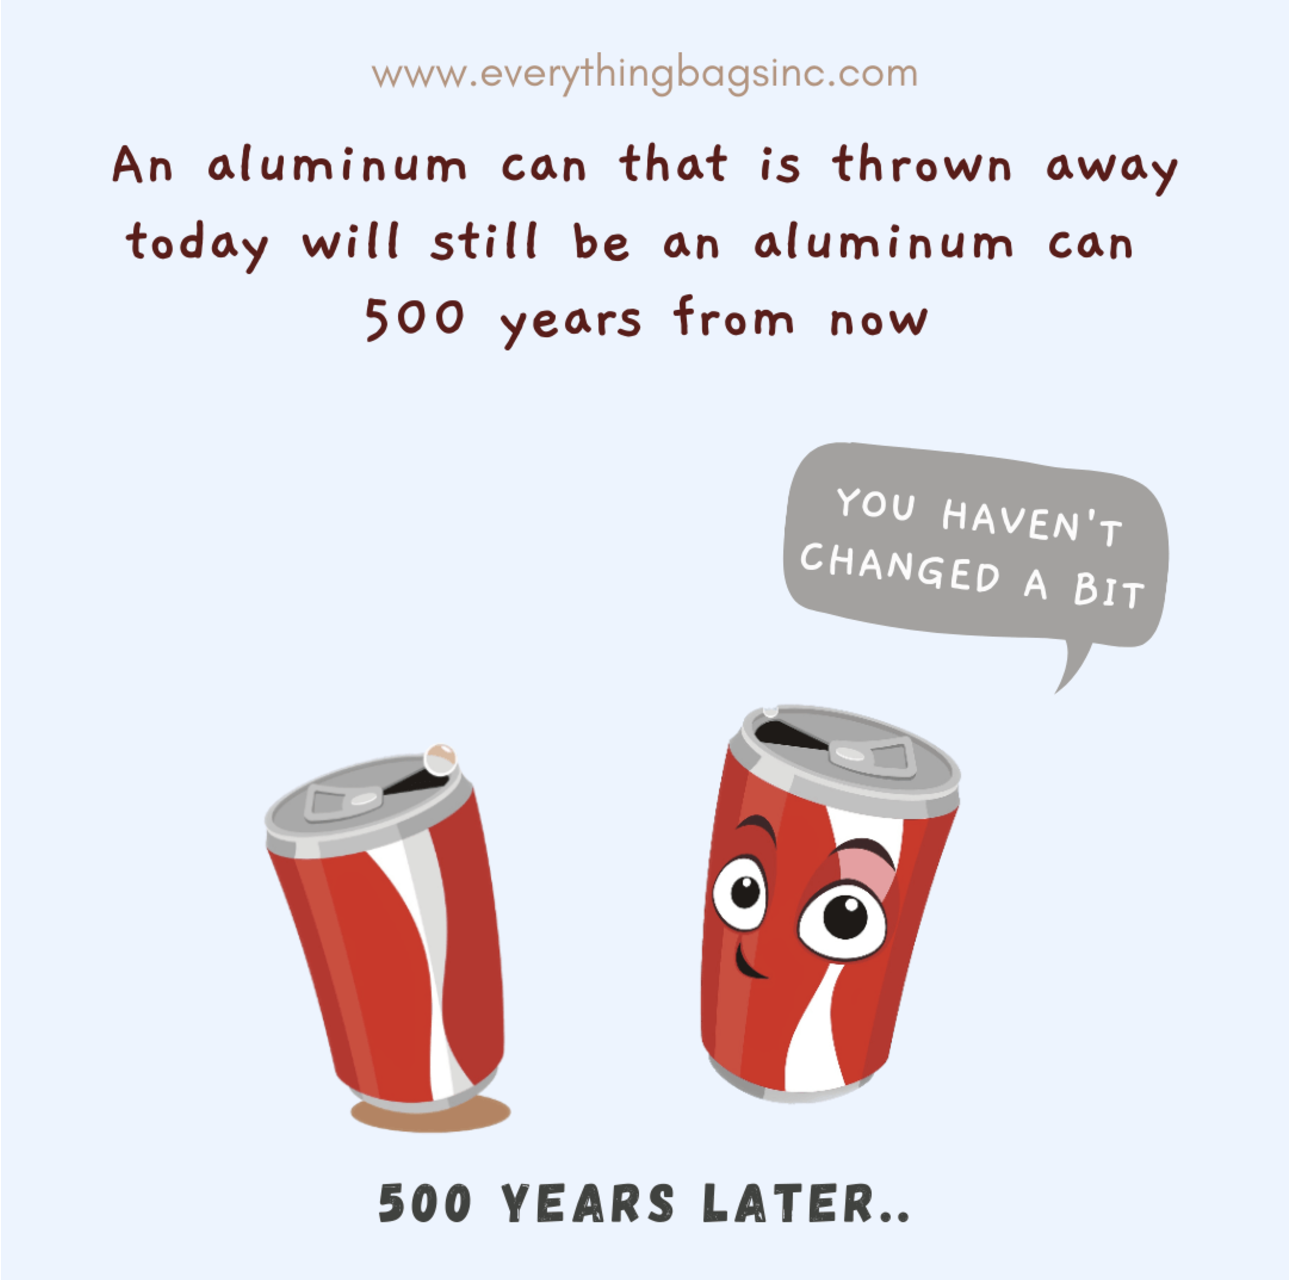 www.everythingbagsinc.com
An aluminum can that is thrown away
today will still be an aluminum can
500 years from now
YOU HAVEN'T
CHANGED A BIT
500 YEARS LATER..